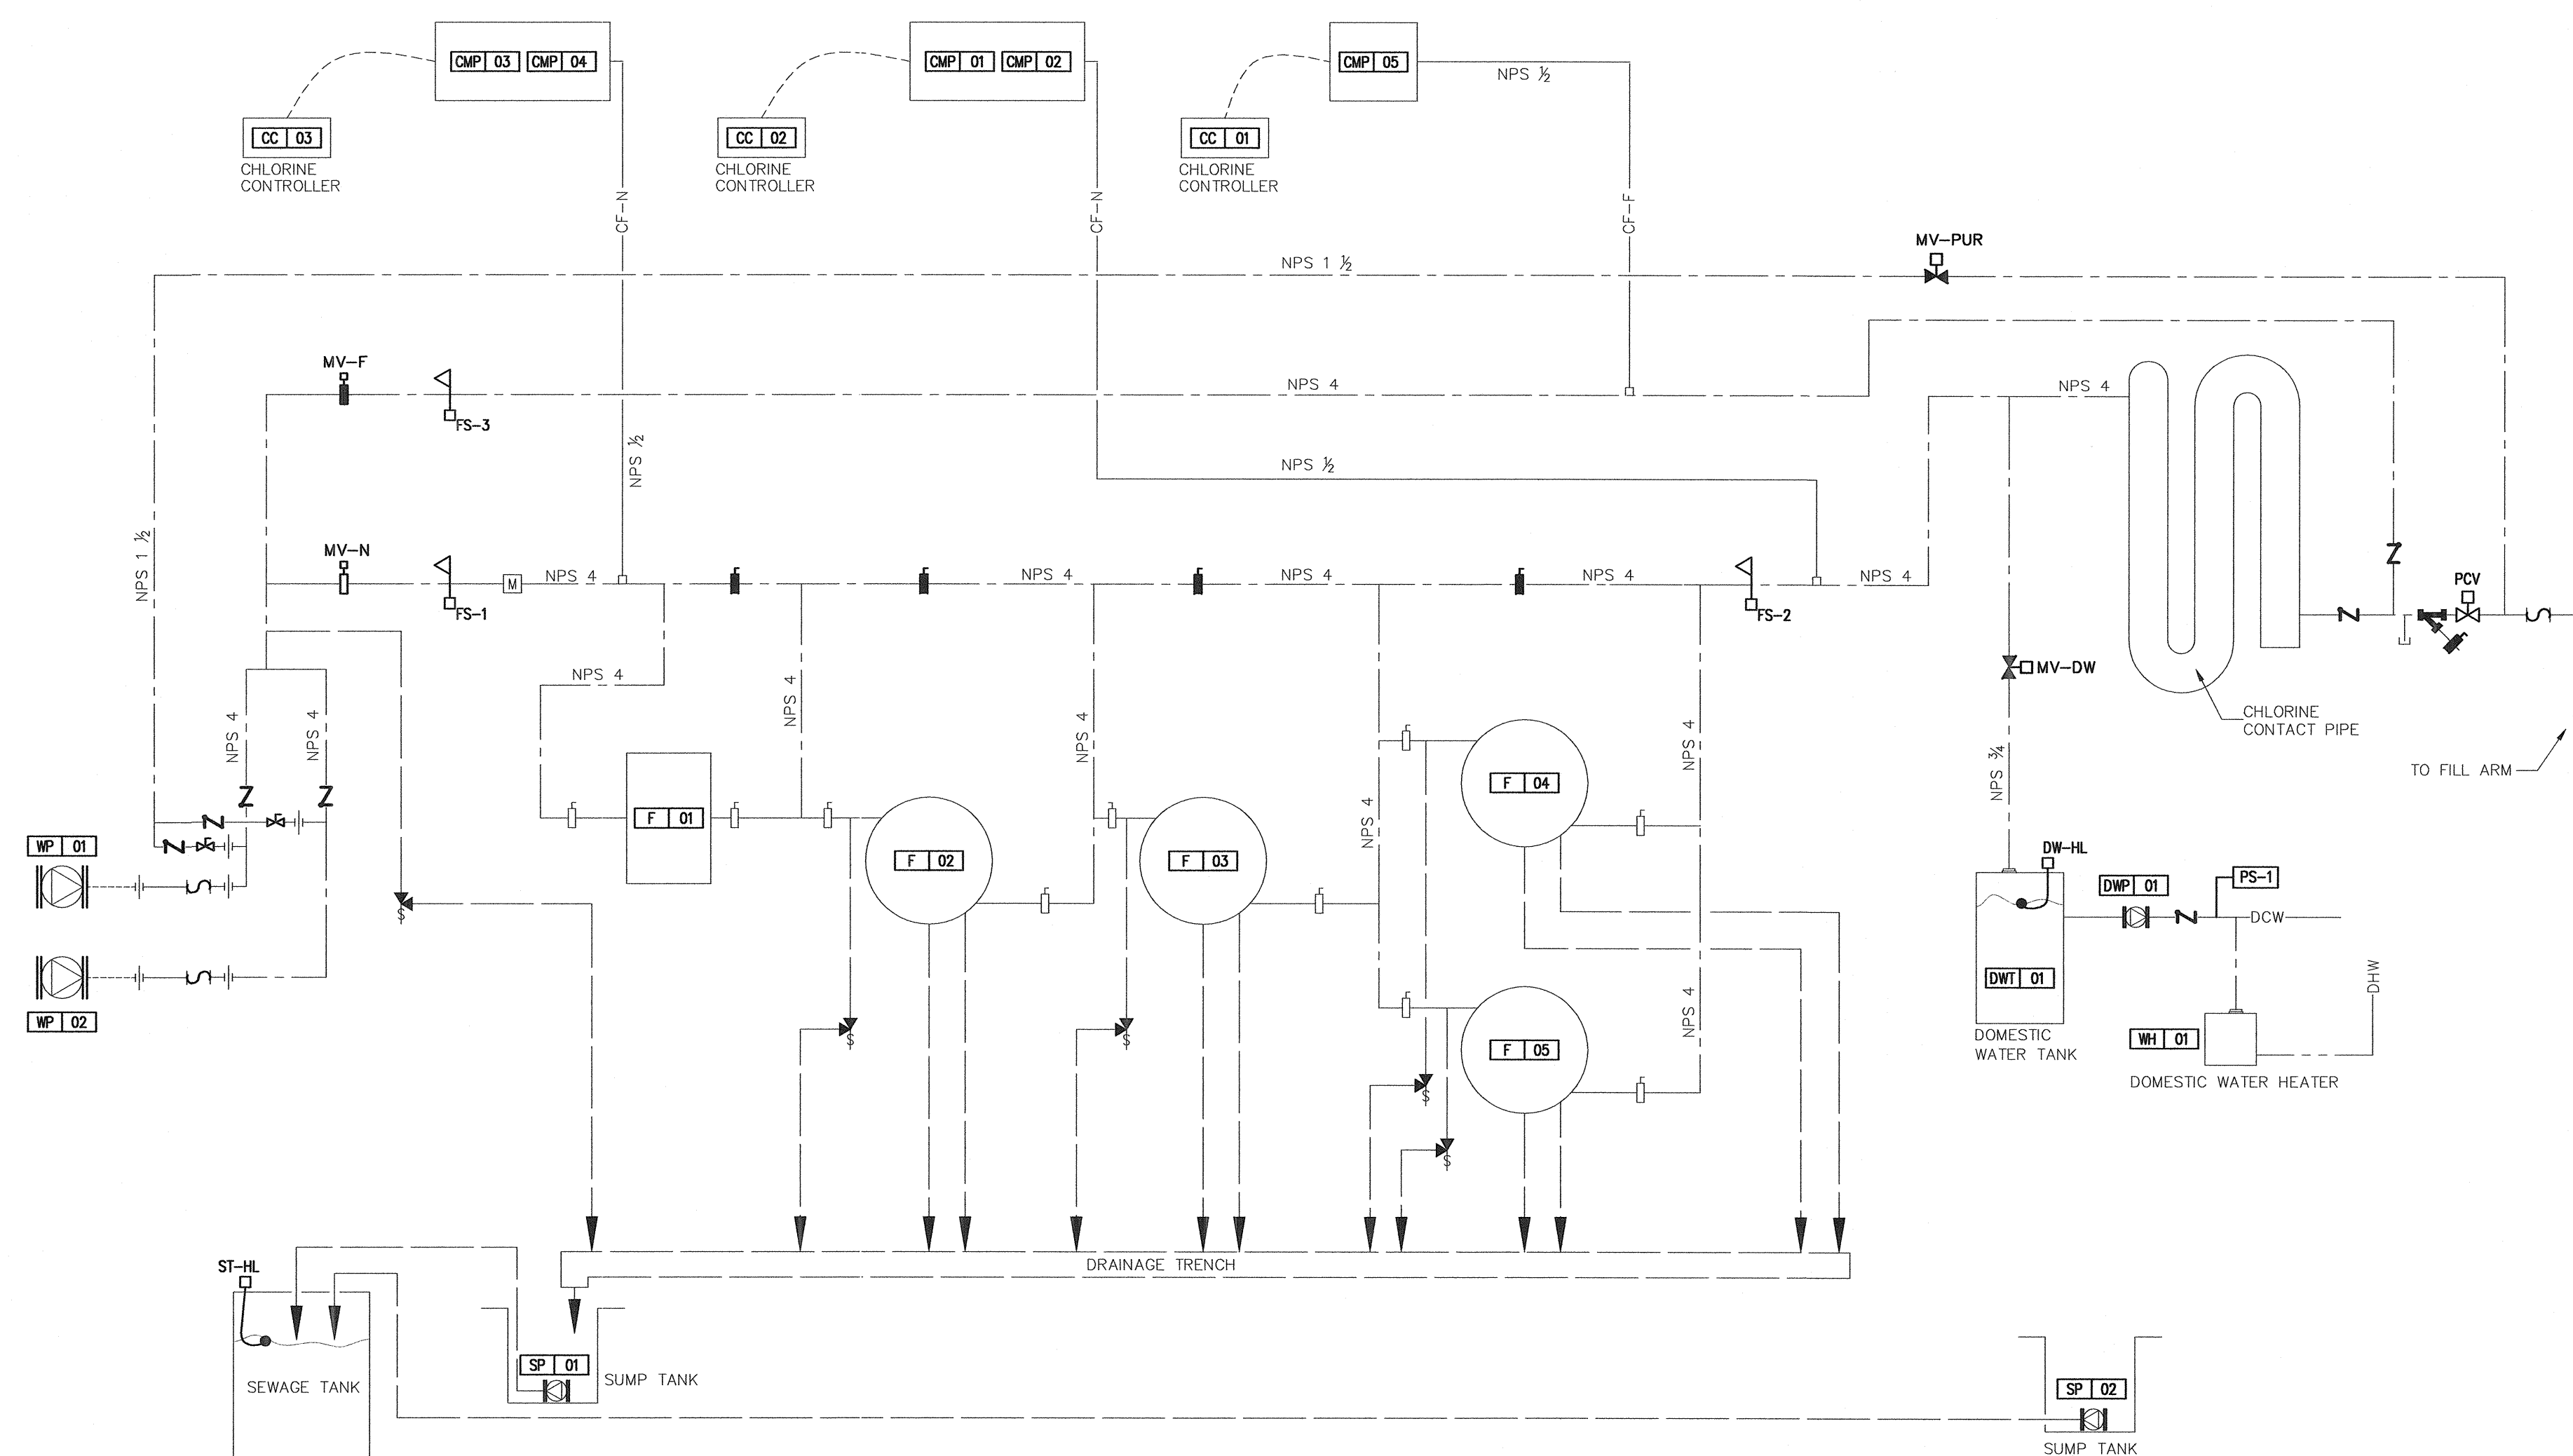 CMP 03 CMP 04
CMP 01 CMP 02
CMP 05
NPS ½
CC 03
CHLORINE
CONTROLLER
CC 02
CHLORINE
CONTROLLER
CC 01
CHLORINE
CONTROLLER
CF-N
CF-N
CF-F
MV-PUR
NPS 1 ½
MV-F
FS-3
NPS 4
NPS 4
NPS ½
NPS ½
NPS 1 ½
MV-N
FS-1
M
NPS 4
NPS 4
NPS 4
NPS 4
FS-2
NPS 4
PCV
NPS 4
NPS 4
NPS 4
NPS 4
NPS 4
NPS 4
NPS 4
MV-DW
CHLORINE
CONTACT PIPE
TO FILL ARM
NPS ¾
F 01
F 02
F 03
F 04
NPS 4
WP 01
WP 02
S
S
S
S
S
F 05
NPS 4
DW-HL
DWP 01
PS-1
DCW
DWT 01
DOMESTIC
WATER TANK
DHW
WH 01
DOMESTIC WATER HEATER
DRAINAGE TRENCH
ST-HL
SEWAGE TANK
SP 01
SUMP TANK
SP 02
SUMP TANK